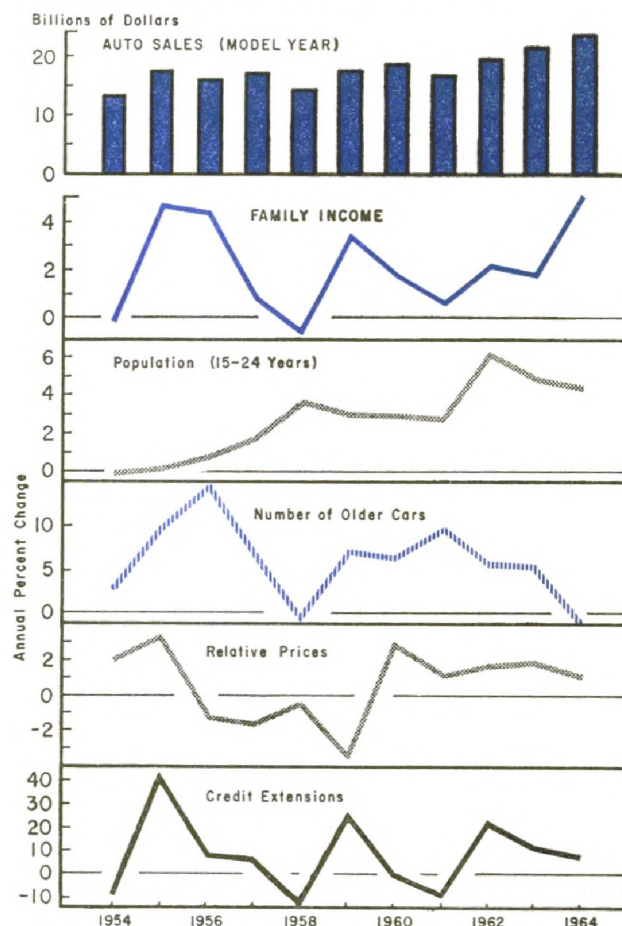 Billions of Dollars
AUTO SALES (MODEL YEAR)
20
10
0
FAMILY INCOME
4
2
0
Population (15-24 Years)
6
4
2
0
Annual Percent Change
Number of Older Cars
10
5
0
Relative Prices
2
0
-2
Credit Extensions
40
30
20
10
0
-10
1954 1956 1958 1960 1962 1964